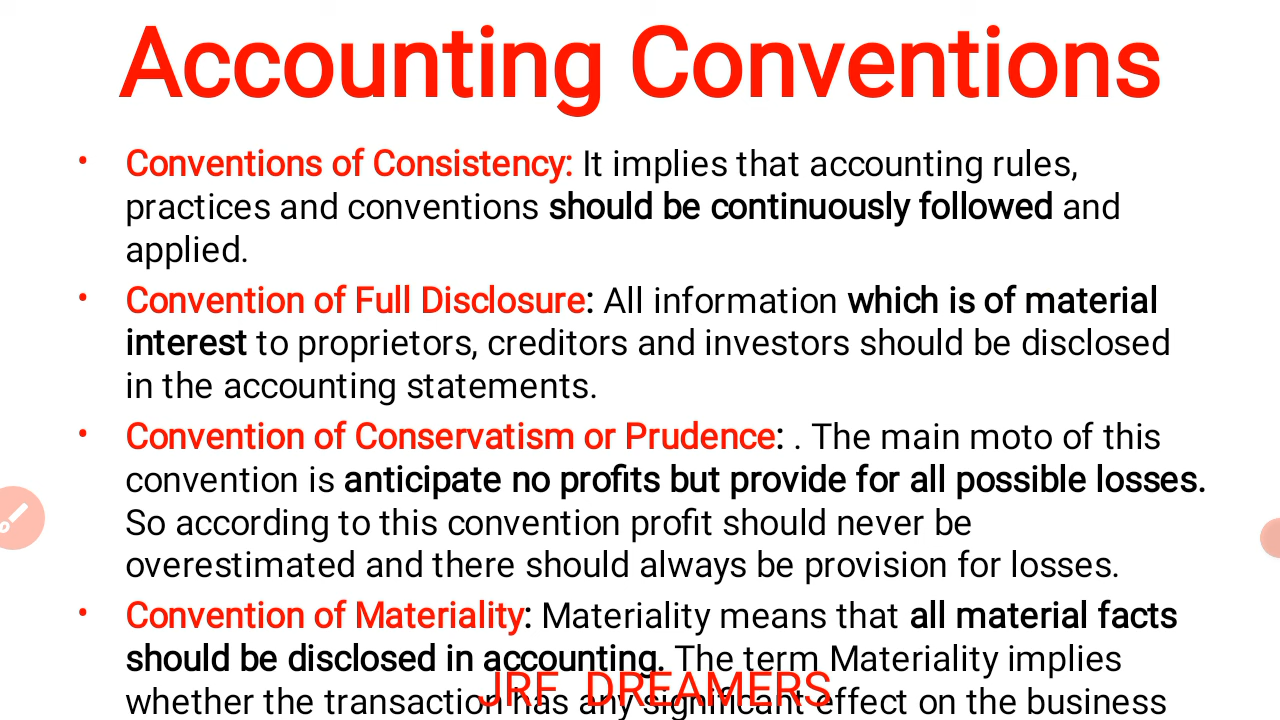 Accounting Conventions
• Conventions of Consistency: It implies that accounting rules,
practices and conventions should be continuously followed and
applied.
• Convention of Full Disclosure: All information which is of material
interest to proprietors, creditors and investors should be disclosed
in the accounting statements.
• Convention of Conservatism or Prudence: . The main moto of this
convention is anticipate no profits but provide for all possible losses.
So according to this convention profit should never be
overestimated and there should always be provision for losses.
• Convention of Materiality: Materiality means that all material facts
should be disclosed in accounting. The term Materiality implies
whether the transaction has any significant effect on the business
JRF DREAMERS